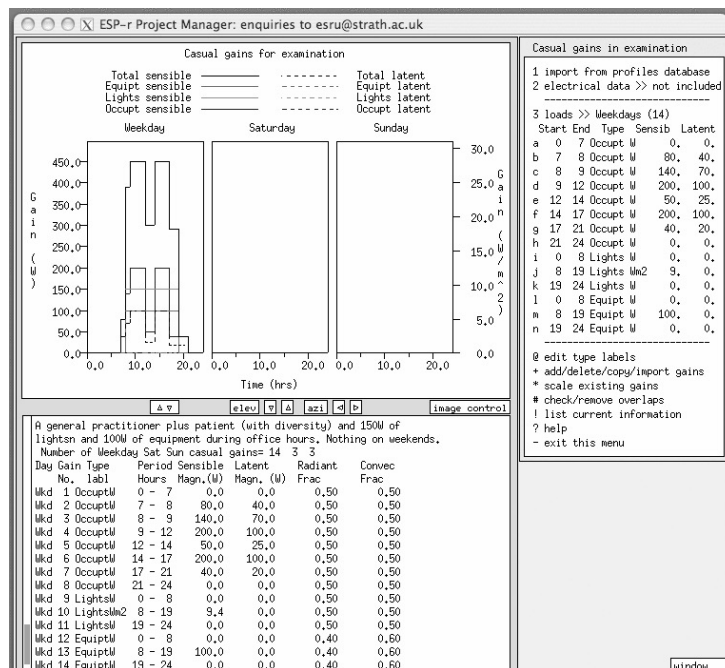 ESP-r Project Manager: enquiries to esru@strath.ac.uk
Casual gains for examination
Total sensible Total latent
Equipt sensible Equipt latent
Lights sensible Lights latent
Occupt sensible Occupt latent
Weekday Saturday Sunday
Gain (W)
450.0
400.0
350.0
300.0
250.0
200.0
150.0
100.0
50.0
0.0
30.0
25.0
20.0
15.0
10.0
5.0
0.0
Gain (W/m^2)
0.0 10.0 20.0 0.0 10.0 20.0 0.0 10.0 20.0
Time (hrs)
elev azi image control
A general practitioner plus patient (with diversity) and 150W of
lightsn and 100W of equipment during office hours. Nothing on weekends.
Number of Weekday Sat Sun casual gains= 14 3 3
Day Gain Type Period Sensible Latent Radiant Convec
No. labl Hours Magn.(W) Magn. (W) Frac Frac
Wkd 1 OccuptW 0 - 7 0.0 0.0 0.50 0.50
Wkd 2 OccuptW 7 - 8 80.0 40.0 0.50 0.50
Wkd 3 OccuptW 8 - 9 140.0 70.0 0.50 0.50
Wkd 4 OccuptW 9 - 12 200.0 100.0 0.50 0.50
Wkd 5 OccuptW 12 - 14 50.0 25.0 0.50 0.50
Wkd 6 OccuptW 14 - 17 200.0 100.0 0.50 0.50
Wkd 7 OccuptW 17 - 21 40.0 20.0 0.50 0.50
Wkd 8 OccuptW 21 - 24 0.0 0.0 0.50 0.50
Wkd 9 LightsW 0 - 8 0.0 0.0 0.50 0.50
Wkd 10 LightsWm2 8 - 19 9.4 0.0 0.50 0.50
Wkd 11 LightsW 19 - 24 0.0 0.0 0.50 0.50
Wkd 12 EquiptW 0 - 8 0.0 0.0 0.40 0.60
Wkd 13 EquiptW 8 - 19 100.0 0.0 0.40 0.60
Wkd 14 EquiptW 19 - 24 0.0 0.0 0.40 0.60
Casual gains in examination
1 import from profiles database
2 electrical data >> not included
3 loads >> Weekdays (14)
Start End Type Sensib Latent
a 0 7 Occupt W 0. 0.
b 7 8 Occupt W 80. 40.
c 8 9 Occupt W 140. 70.
d 9 12 Occupt W 200. 100.
e 12 14 Occupt W 50. 25.
f 14 17 Occupt W 200. 100.
g 17 21 Occupt W 40. 20.
h 21 24 Occupt W 0. 0.
i 0 8 Lights W 0. 0.
j 8 19 Lights Wm2 9. 0.
k 19 24 Lights W 0. 0.
l 0 8 Equipt W 0. 0.
m 8 19 Equipt W 100. 0.
n 19 24 Equipt W 0. 0.
@ edit type labels
+ add/delete/copy/import gains
* scale existing gains
# check/remove overlaps
! list current information
? help
- exit this menu
window